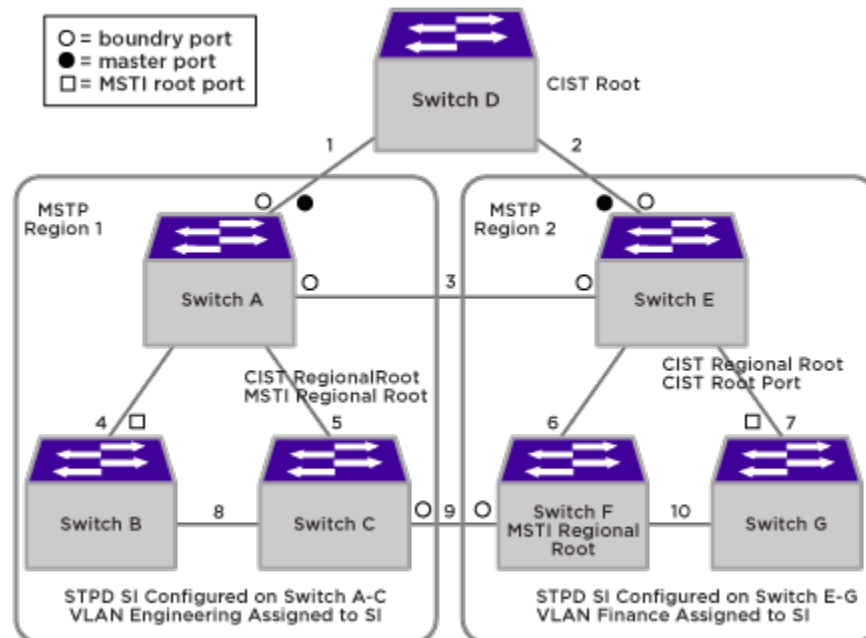 O = boundry port
● = master port
□ = MSTI root port
Switch D
CIST Root
1
2
MSTP
Region 1
MSTP
Region 2
Switch A
3
Switch E
CIST RegionalRoot
MSTI Regional Root
CIST Regional Root
CIST Root Port
4
5
6
7
Switch B
8
Switch C
9
Switch F
MSTI Regional
Root
10
Switch G
STPD SI Configured on Switch A-C
VLAN Engineering Assigned to SI
STPD SI Configured on Switch E-G
VLAN Finance Assigned to SI